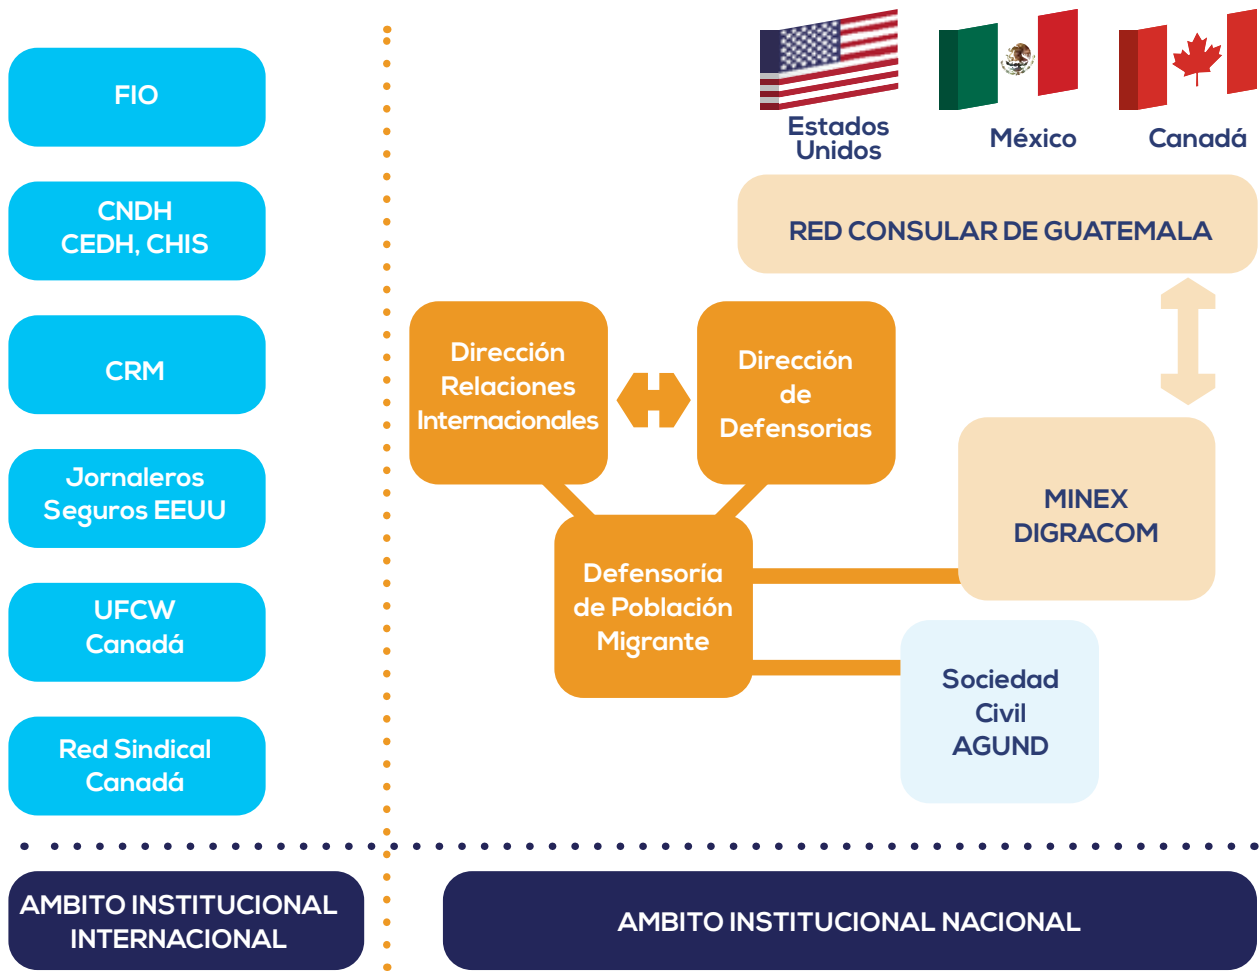 FIO
CNDH
CEDH, CHIS
CRM
Jornaleros
Seguros EEUU
UFCW
Canadá
Red Sindical
Canadá
AMBITO INSTITUCIONAL
INTERNACIONAL
Estados
Unidos
México
Canadá
RED CONSULAR DE GUATEMALA
Dirección
Relaciones
Internacionales
Dirección
de
Defensorias
MINEX
DIGRACOM
Defensoría
de Población
Migrante
Sociedad
Civil
AGUND
AMBITO INSTITUCIONAL NACIONAL